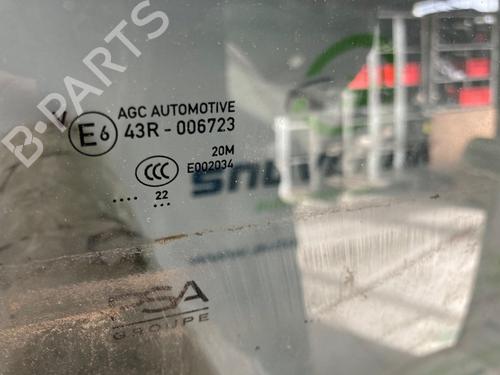 B-PARTS
AGC AUTOMOTIVE
E6 43R - 006723
20M
CCC E002034
..... 22 ....
PSA
GROUPE